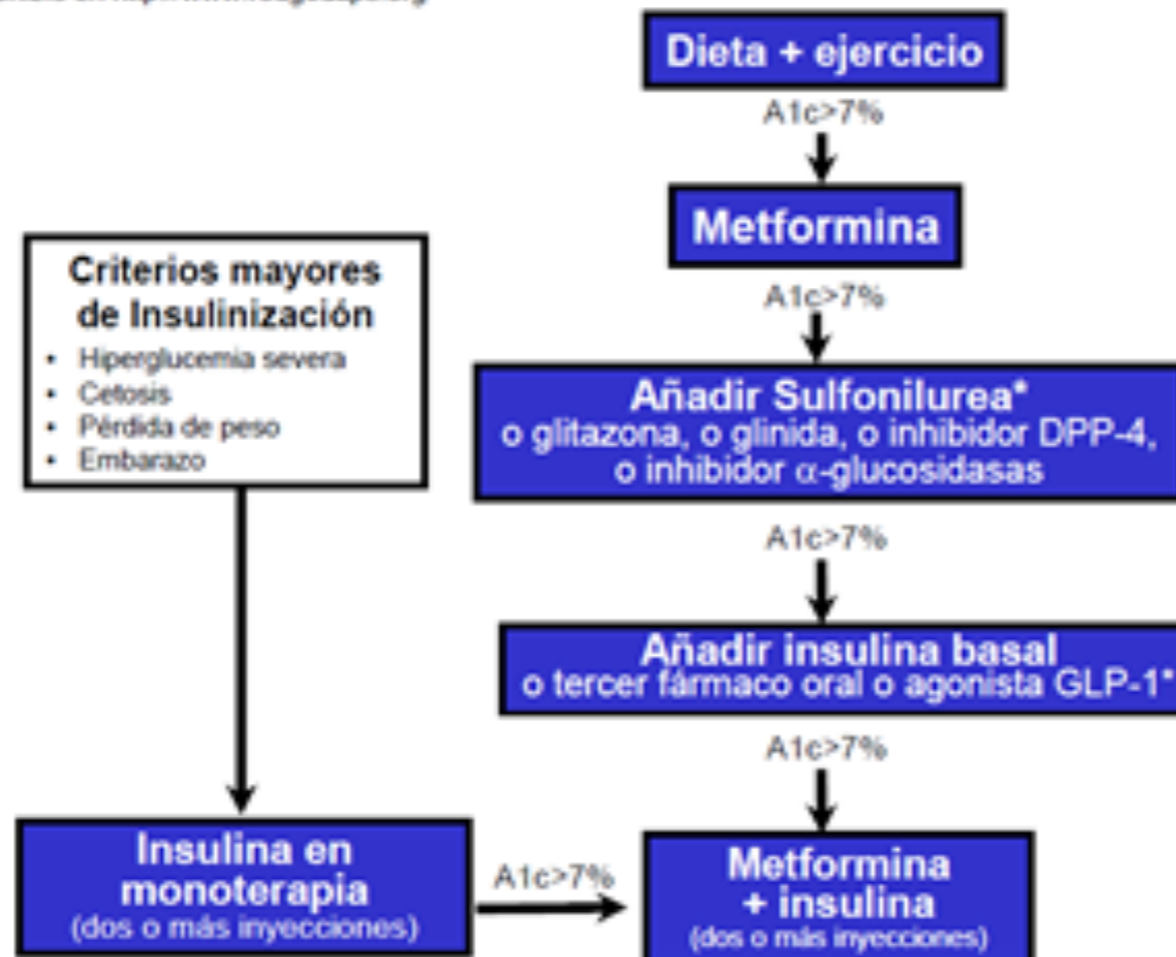 Dieta + ejercicio
A1c>7%
Metformina
A1c>7%
Criterios mayores
de Insulinización
• Hiperglucemia severa
• Cetosis
• Pérdida de peso
• Embarazo
Añadir Sulfonilurea*
o glitazona, o glinida, o inhibidor DPP-4,
o inhibidor α-glucosidasas
A1c>7%
Añadir insulina basal
o tercer fármaco oral o agonista GLP-1*
A1c>7%
Insulina en
monoterapia
(dos o más inyecciones)
A1c>7%
Metformina
+ insulina
(dos o más inyecciones)